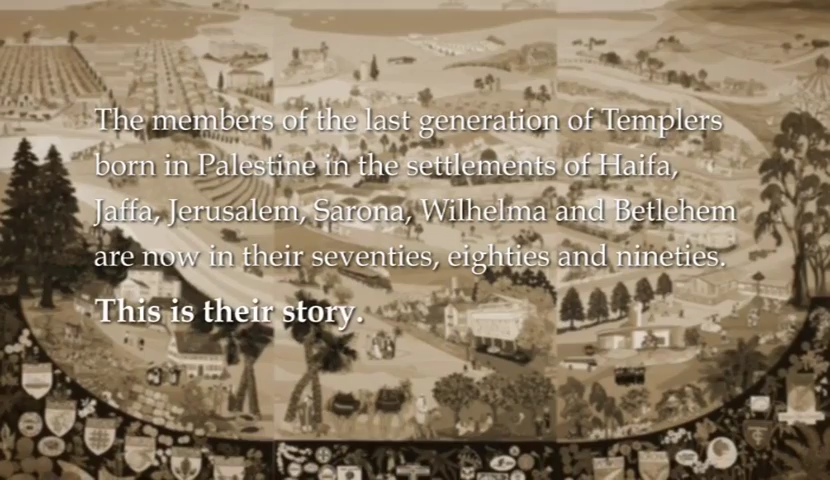 The members of the last generation of Templers
born in Palestine in the settlements of Haifa,
Jaffa, Jerusalem, Sarona, Wilhelma and Betlehem
are now in their seventies, eighties and nineties.
This is their story.